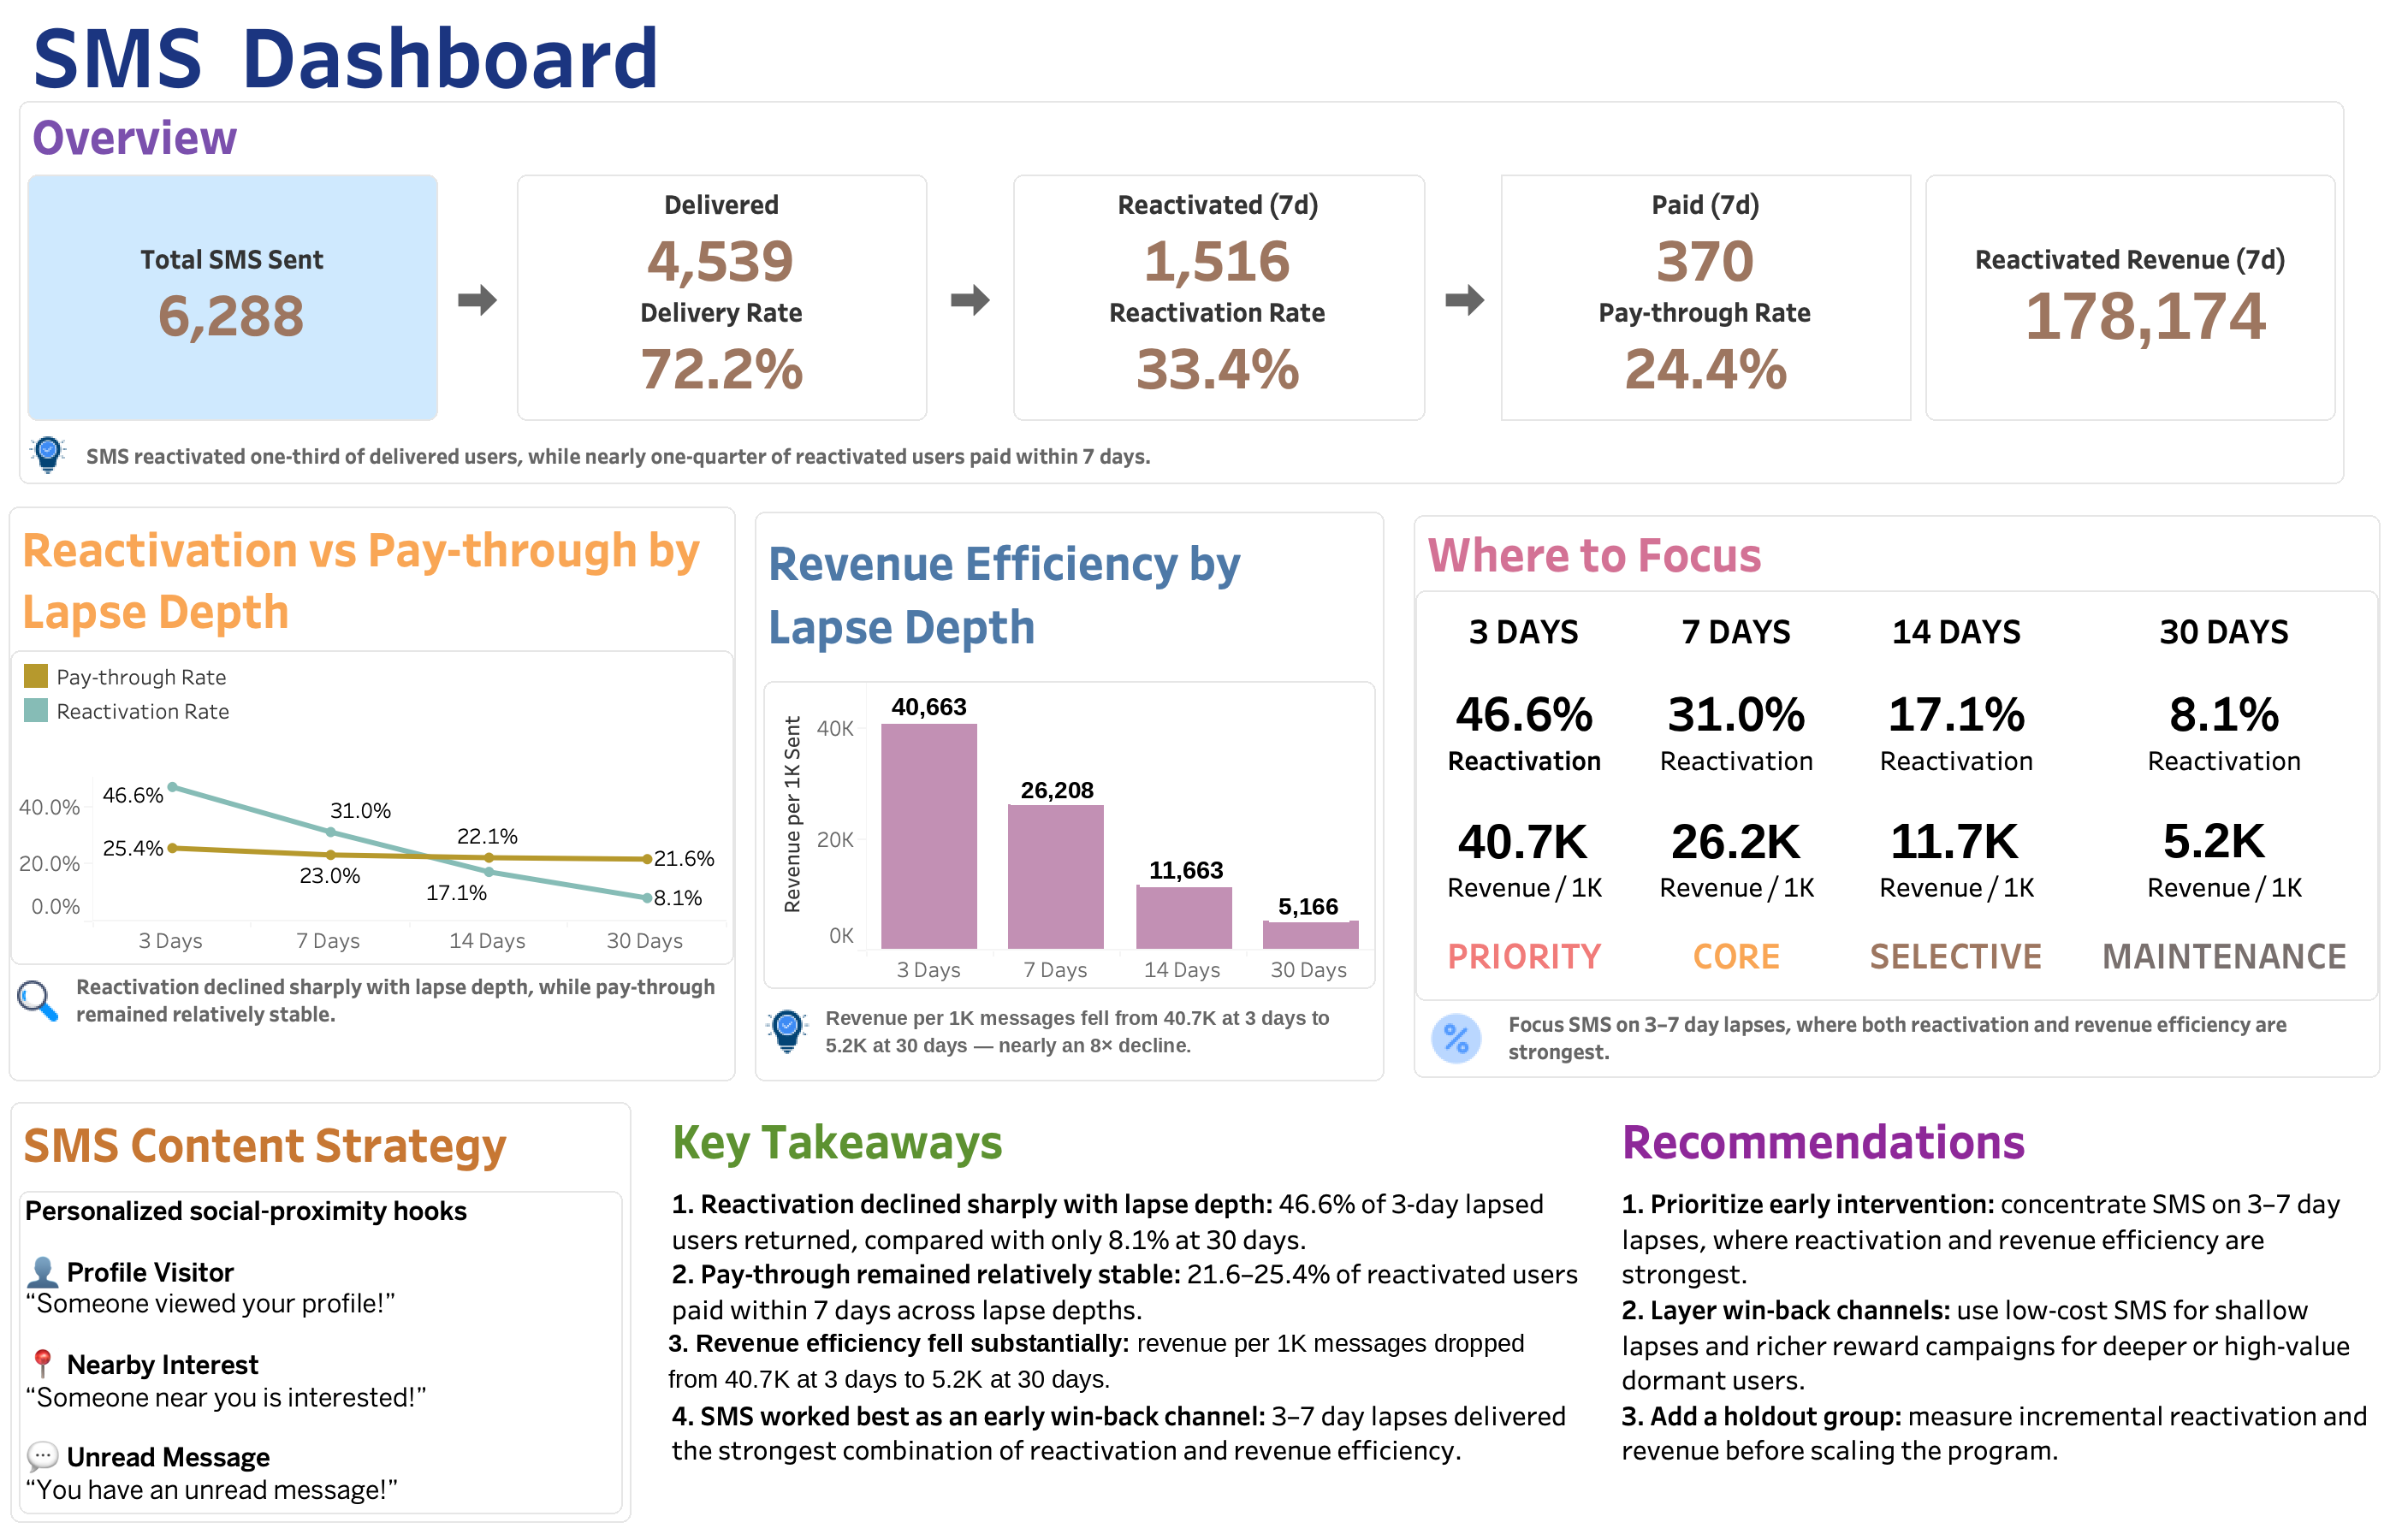 SMS Dashboard
Overview
Total SMS Sent
6,288
Delivered
4,539
Delivery Rate
72.2%
Reactivated (7d)
1,516
Reactivation Rate
33.4%
Paid (7d)
370
Pay-through Rate
24.4%
Reactivated Revenue (7d)
178,174
SMS reactivated one-third of delivered users, while nearly one-quarter of reactivated users paid within 7 days.
Reactivation vs Pay-through by
Lapse Depth
Pay-through Rate
Reactivation Rate
40.0%
20.0%
0.0%
46.6%
31.0%
22.1%
21.6%
25.4%
23.0%
17.1%
8.1%
3 Days
7 Days
14 Days
30 Days
Reactivation declined sharply with lapse depth, while pay-through
remained relatively stable.
Revenue Efficiency by
Lapse Depth
Revenue per 1K Sent
40K
20K
0K
40,663
26,208
11,663
5,166
3 Days
7 Days
14 Days
30 Days
Revenue per 1K messages fell from 40.7K at 3 days to
5.2K at 30 days — nearly an 8× decline.
Where to Focus
3 DAYS
46.6%
Reactivation
40.7K
Revenue / 1K
PRIORITY
7 DAYS
31.0%
Reactivation
26.2K
Revenue / 1K
CORE
14 DAYS
17.1%
Reactivation
11.7K
Revenue / 1K
SELECTIVE
30 DAYS
8.1%
Reactivation
5.2K
Revenue / 1K
MAINTENANCE
%
Focus SMS on 3–7 day lapses, where both reactivation and revenue efficiency are
strongest.
SMS Content Strategy
Personalized social-proximity hooks
Profile Visitor
“Someone viewed your profile!”
Nearby Interest
“Someone near you is interested!”
Unread Message
“You have an unread message!”
Key Takeaways
1. Reactivation declined sharply with lapse depth: 46.6% of 3-day lapsed
users returned, compared with only 8.1% at 30 days.
2. Pay-through remained relatively stable: 21.6–25.4% of reactivated users
paid within 7 days across lapse depths.
3. Revenue efficiency fell substantially: revenue per 1K messages dropped
from 40.7K at 3 days to 5.2K at 30 days.
4. SMS worked best as an early win-back channel: 3–7 day lapses delivered
the strongest combination of reactivation and revenue efficiency.
Recommendations
1. Prioritize early intervention: concentrate SMS on 3–7 day
lapses, where reactivation and revenue efficiency are
strongest.
2. Layer win-back channels: use low-cost SMS for shallow
lapses and richer reward campaigns for deeper or high-value
dormant users.
3. Add a holdout group: measure incremental reactivation and
revenue before scaling the program.